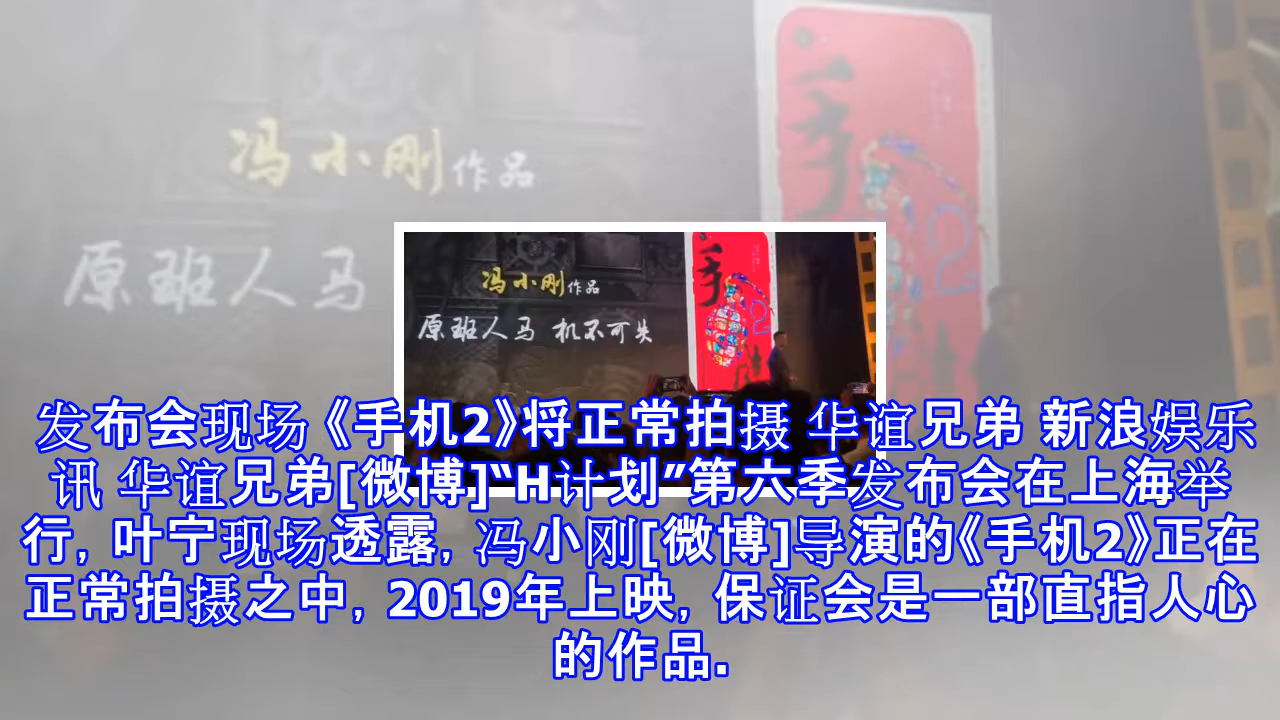 冯小刚作品
原班人马
手
2
冯小刚作品
原班人马 机不可失
手
2
发布会现场《手机2》将正常拍摄 华谊兄弟 新浪娱乐
讯 华谊兄弟[微博]“H计划”第六季发布会在上海举
行, 叶宁现场透露, 冯小刚[微博]导演的《手机2》正在
正常拍摄之中, 2019年上映, 保证会是一部直指人心
的作品.